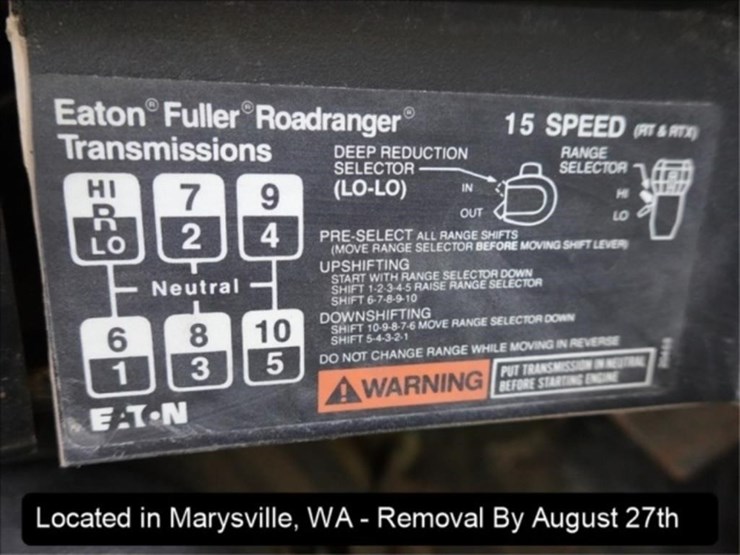 Eaton® Fuller® Roadranger®
Transmissions
15 SPEED (RT & RTX)
HI
R
LO
7
2
9
4
Neutral
6
1
8
3
10
5
EAT•N
DEEP REDUCTION
SELECTOR
(LO-LO)
IN
OUT
RANGE
SELECTOR
HI
LO
PRE-SELECT ALL RANGE SHIFTS
(MOVE RANGE SELECTOR BEFORE MOVING SHIFT LEVER)
UPSHIFTING
START WITH RANGE SELECTOR DOWN
SHIFT 1-2-3-4-5 RAISE RANGE SELECTOR
SHIFT 6-7-8-9-10
DOWNSHIFTING
SHIFT 10-9-8-7-6 MOVE RANGE SELECTOR DOWN
SHIFT 5-4-3-2-1
DO NOT CHANGE RANGE WHILE MOVING IN REVERSE
WARNING
PUT TRANSMISSION IN NEUTRAL
BEFORE STARTING ENGINE
Located in Marysville, WA - Removal By August 27th